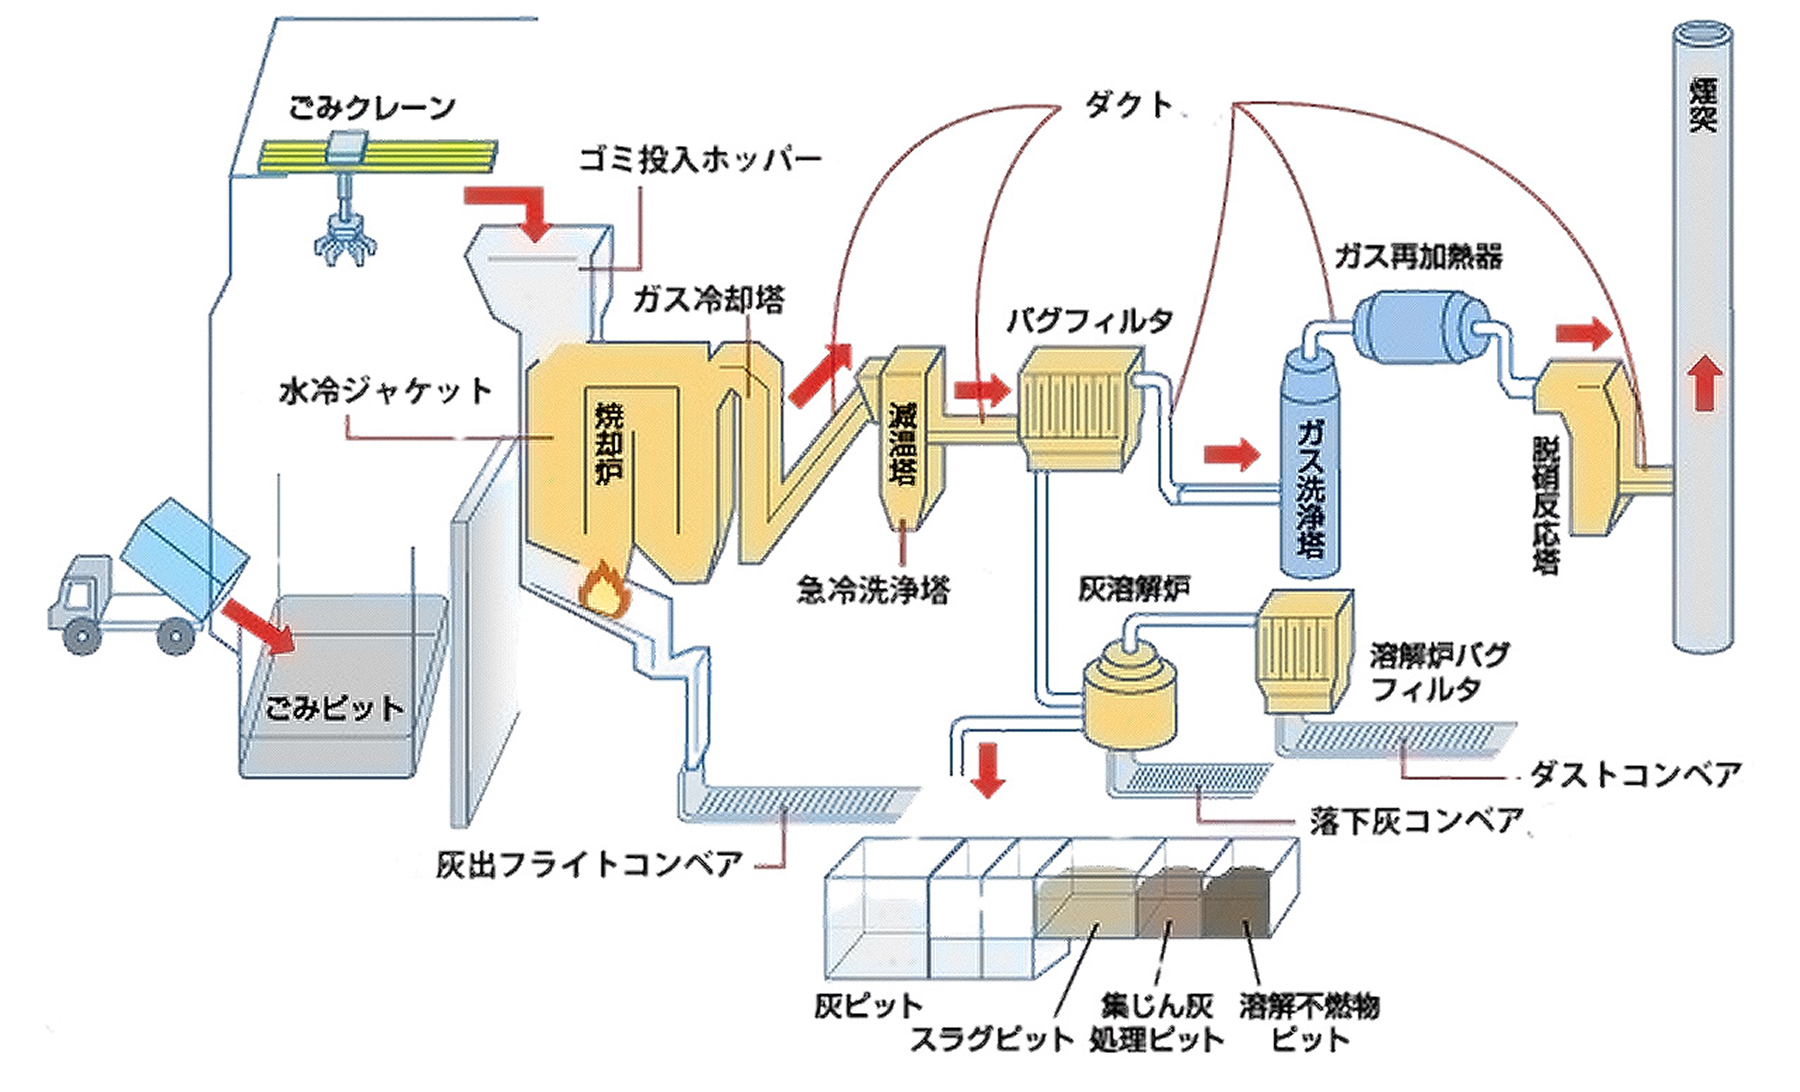 ごみクレーン
ダクト
煙突
ゴミ投入ホッパー
ガス再加熱器
ガス冷却塔
バグフィルタ
水冷ジャケット
焼却炉
減温塔
ガス洗浄塔
脱硝反応塔
急冷洗浄塔
灰溶解炉
溶解炉バグ
フィルタ
ごみピット
ダストコンベア
落下灰コンベア
灰出フライトコンベア
灰ピット
スラグピット
集じん灰
処理ピット
溶解不燃物
ピット